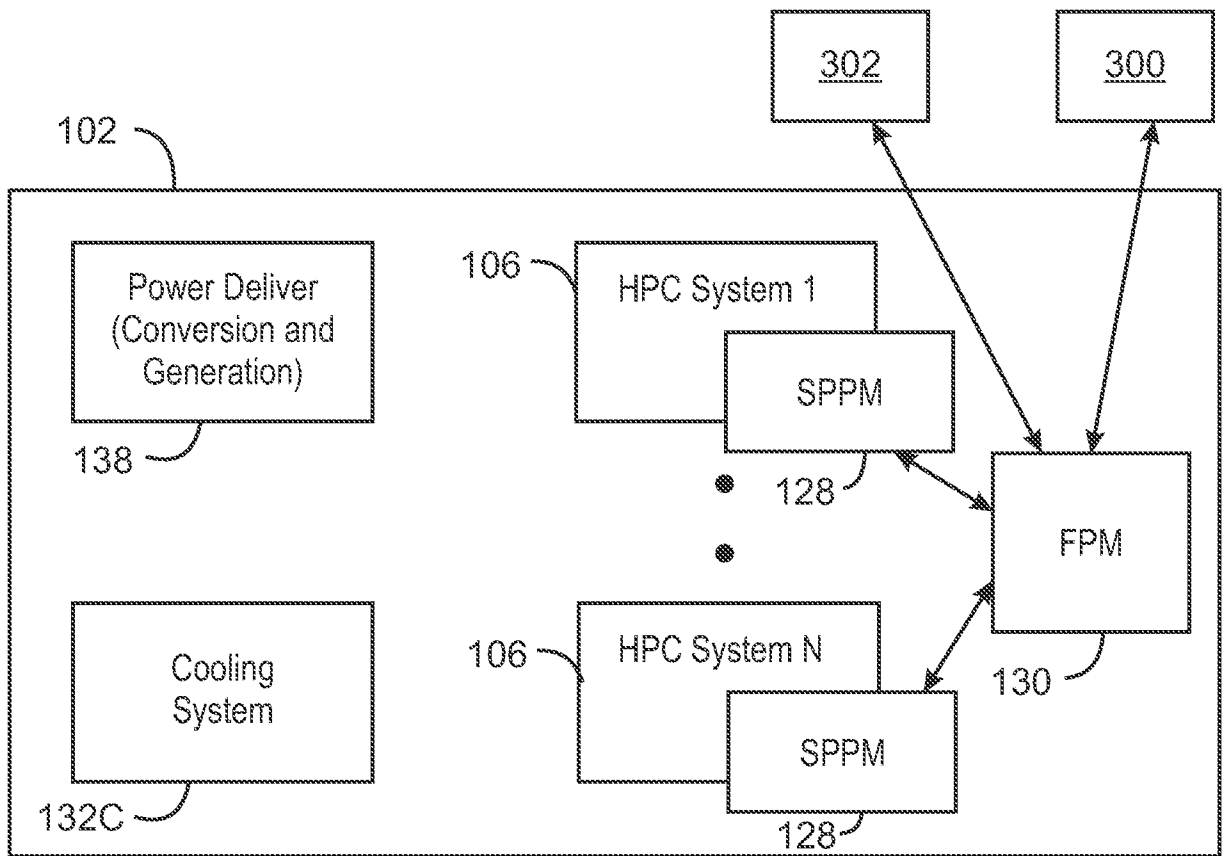 302
300
102
106
HPC System 1
Power Deliver
(Conversion and
Generation)
SPPM
138
128
FPM
106
HPC System N
Cooling
System
130
SPPM
132C
128